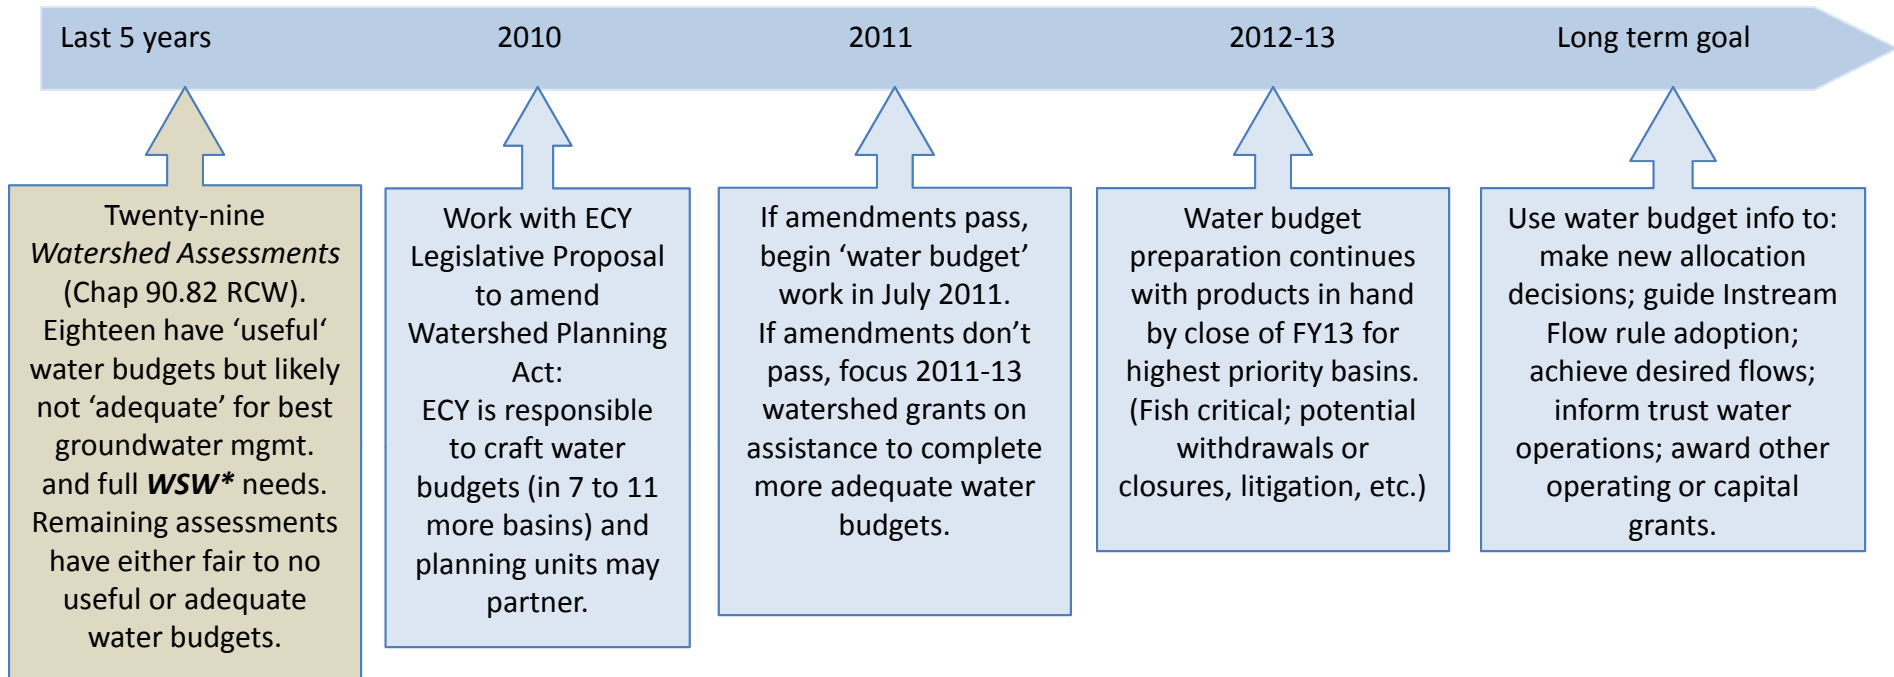 Last 5 years
2010
2011
2012-13
Long term goal
Twenty-nine
Watershed Assessments
(Chap 90.82 RCW).
Eighteen have ‘useful‘
water budgets but likely
not ‘adequate’ for best
groundwater mgmt.
and full WSW* needs.
Remaining assessments
have either fair to no
useful or adequate
water budgets.
Work with ECY
Legislative Proposal
to amend
Watershed Planning
Act:
ECY is responsible
to craft water
budgets (in 7 to 11
more basins) and
planning units may
partner.
If amendments pass,
begin ‘water budget’
work in July 2011.
If amendments don’t
pass, focus 2011-13
watershed grants on
assistance to complete
more adequate water
budgets.
Water budget
preparation continues
with products in hand
by close of FY13 for
highest priority basins.
(Fish critical; potential
withdrawals or
closures, litigation, etc.)
Use water budget info to:
make new allocation
decisions; guide Instream
Flow rule adoption;
achieve desired flows;
inform trust water
operations; award other
operating or capital
grants.